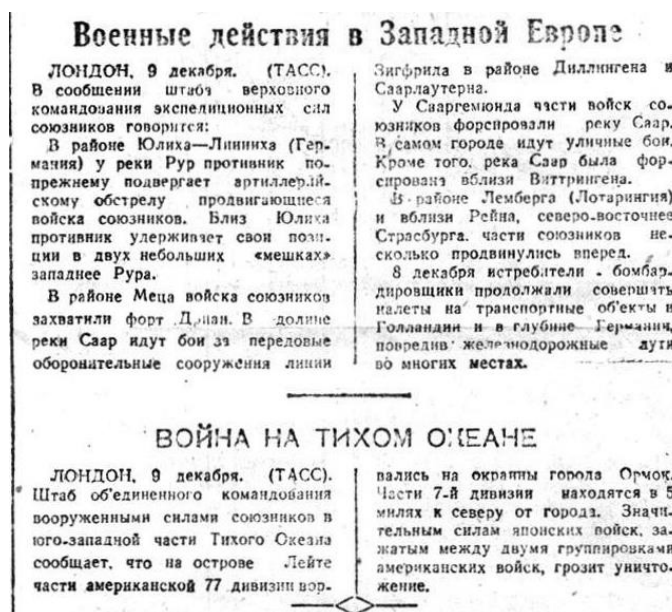 Военные действия в Западной Европе
ЛОНДОН, 9 декабря. (ТАСС).
В сообщении штаба верховного
командования экспедиционных сил
союзников говорится:
В районе Юлиха—Линниха (Гер-
мания) у реки Рур противник по-
прежнему подвергает артиллерий-
скому обстрелу продвигающиеся
войска союзников. Близ Юлиха
противник удерживает свои пози-
ции в двух небольших «мешках»
западнее Рура.
В районе Меца войска союзников
захватили форт В долине
реки Саар идут бои за передовые
оборонительные сооружения линии
Зигфрида в районе Диллингена и
Саарлаутерна.
У Сааргемюнда части войск со-
юзников форсировали реку Саар.
В самом городе идут уличные бои.
Кроме того, река Саар была фор-
сирована вблизи Виттрингена.
В районе Лемберга (Лотарингия)
и вблизи Рейна, северо-восточнее
Страсбурга, части союзников не-
сколько продвинулись вперед.
8 декабря истребители - бомбар-
дировщики продолжали совершать
налеты на транспортные об'екты в
Голландии и в глубине Германии,
повредив железнодорожные пути
во многих местах.
ВОЙНА НА ТИХОМ ОКЕАНЕ
ЛОНДОН, 9 декабря. (ТАСС).
Штаб об'единенного командования
вооруженными силами союзников в
юго-западной части Тихого Океана
сообщает, что на острове Лейте
части американской 77 дивизии вор-
вались на окраины города Ормок.
Части 7-й дивизии находятся в 8
милях к северу от города. Значи-
тельным силам японских войск, за-
жатым между двумя группировками
американских войск, грозит уничто-
жение.